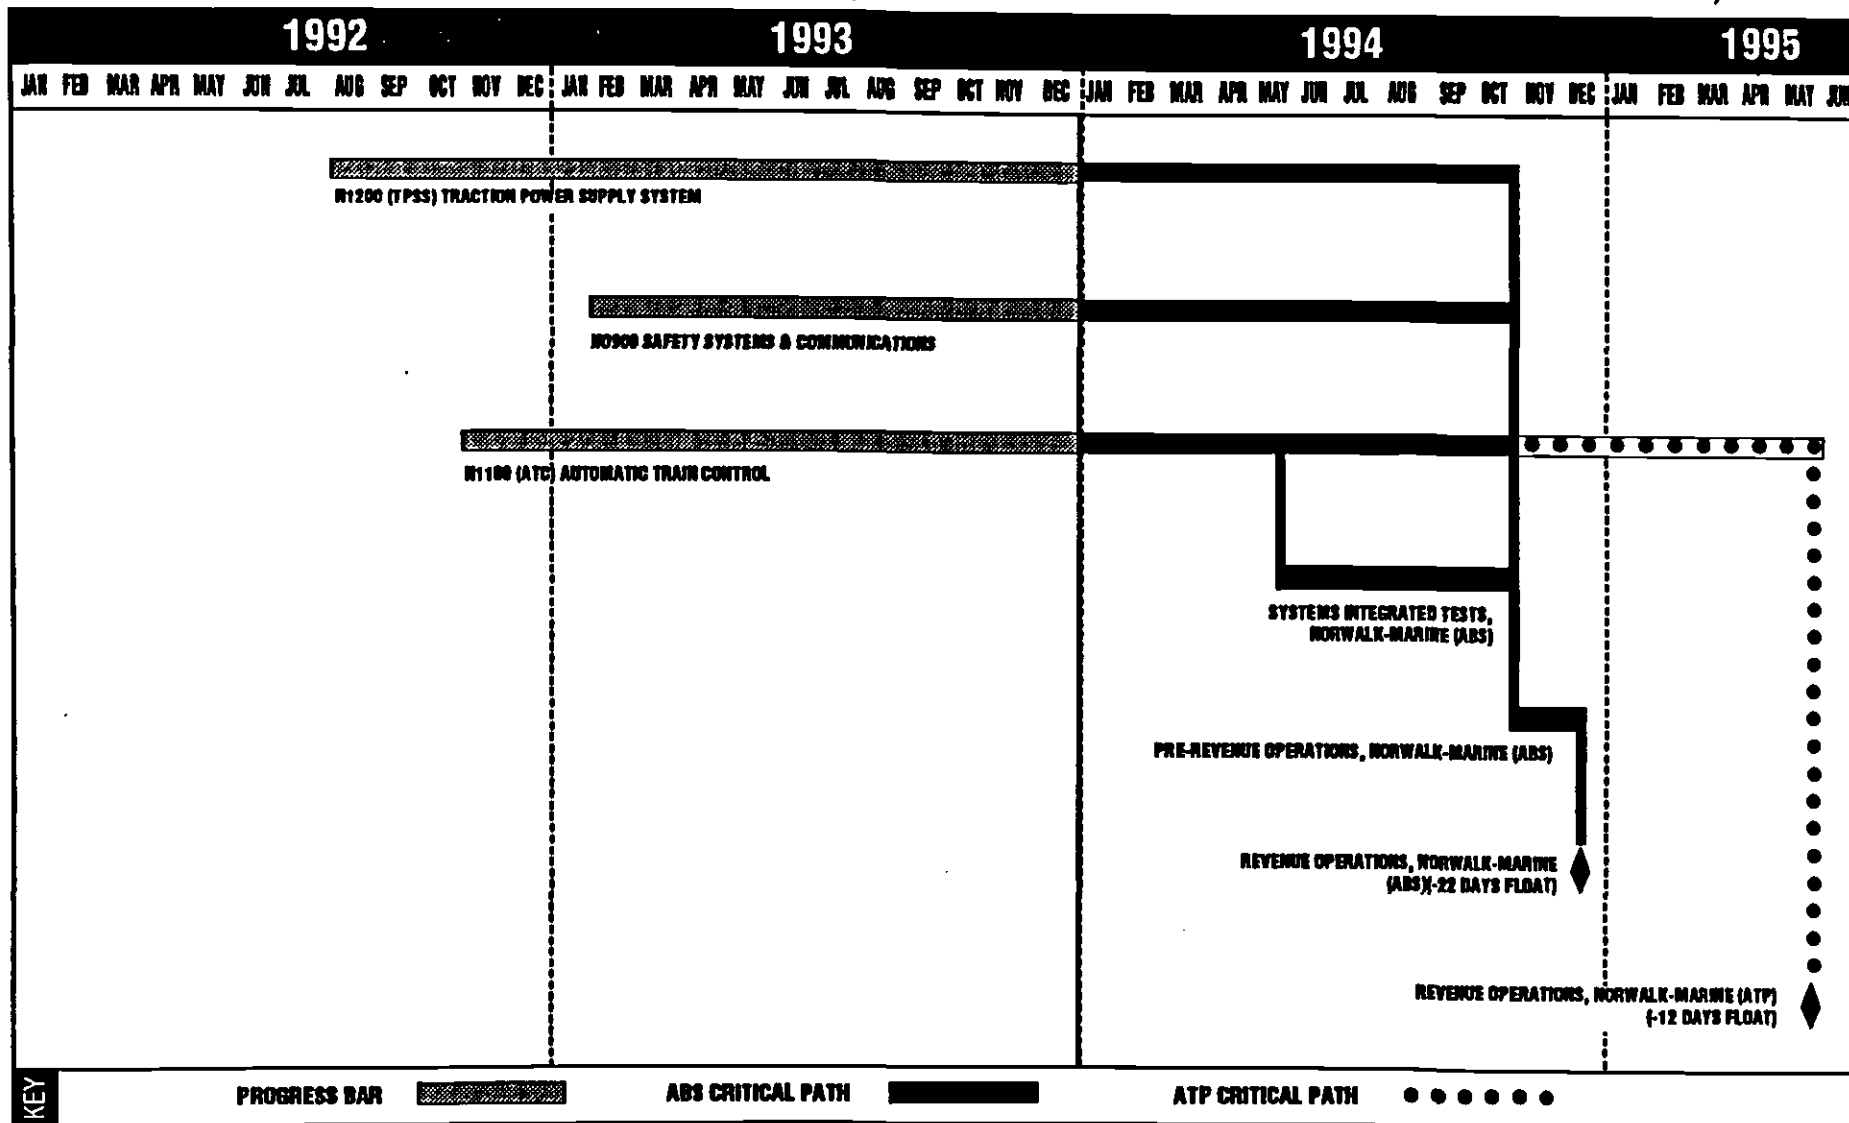 1992 1993 1994 1995
JAN FEB MAR APR MAY JUN JUL AUG SEP OCT NOV DEC JAN FEB MAR APR MAY JUN JUL AUG SEP OCT NOV DEC JAN FEB MAR APR MAY JUN JUL AUG SEP OCT NOV DEC JAN FEB MAR APR MAY JUN
H1200 (TPSS) TRACTION POWER SUPPLY SYSTEM
H0900 SAFETY SYSTEMS & COMMUNICATIONS
H1100 (ATC) AUTOMATIC TRAIN CONTROL
SYSTEMS INTEGRATED TESTS,
NORWALK-MARINE (ABS)
PRE-REVENUE OPERATIONS, NORWALK-MARINE (ABS)
REVENUE OPERATIONS, NORWALK-MARINE
(ABS)(-22 DAYS FLOAT)
REVENUE OPERATIONS, NORWALK-MARINE (ATP)
(-12 DAYS FLOAT)
KEY
PROGRESS BAR ABS CRITICAL PATH ATP CRITICAL PATH